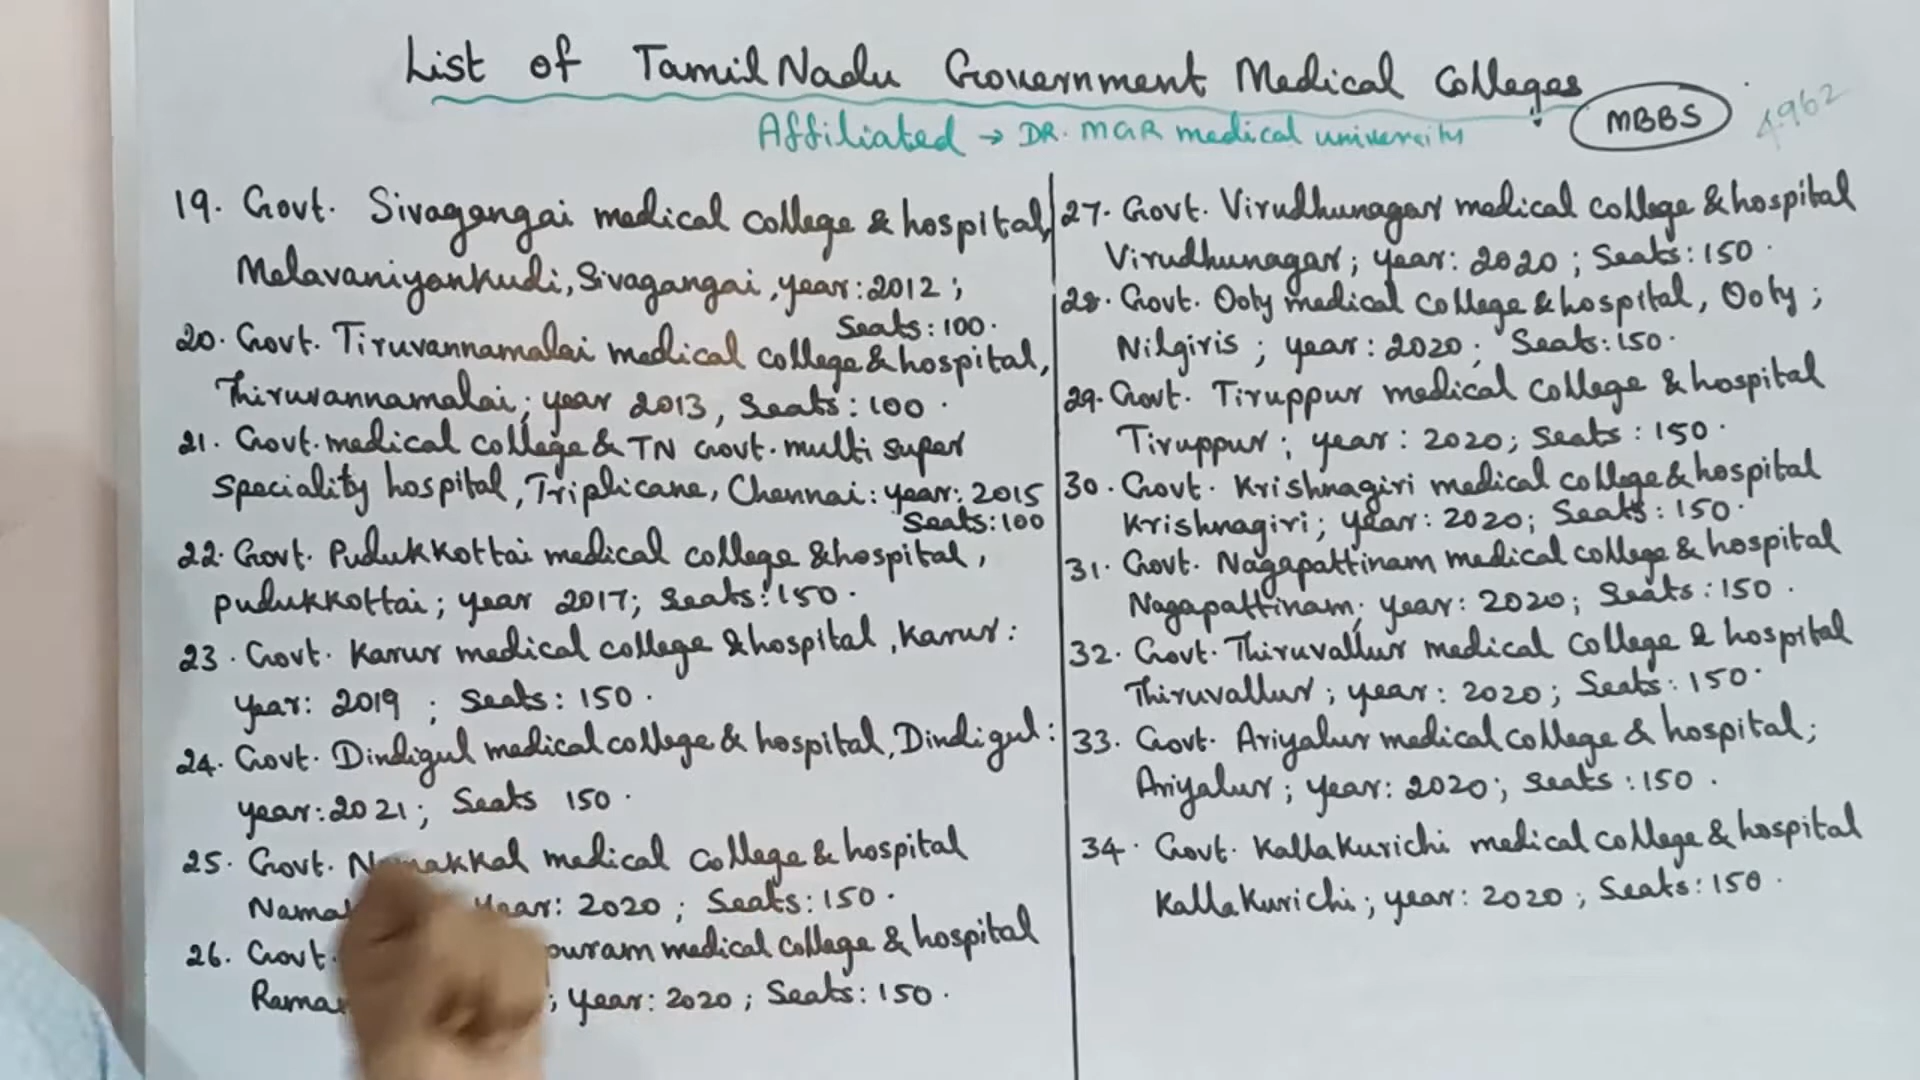 List of Tamil Nadu Government Medical Colleges
Affiliated → DR. MGR medical university
MBBS
4962
19. Govt. Sivagangai medical college & hospital,
Melavaniyankudi, Sivagangai, year: 2012;
Seats: 100.
20. Govt. Tiruvannamalai medical college & hospital,
Thiruvannamalai; year 2013, Seats: 100.
21. Govt. medical college & TN Govt. multi super
Speciality hospital, Triplicane, Chennai: year: 2015
Seats: 100
22. Govt. Pudukkottai medical college & hospital,
pudukkottai; year 2017; Seats: 150.
23. Govt. Karur medical college & hospital, Karur:
year: 2019; Seats: 150.
24. Govt. Dindigul medical college & hospital, Dindigul:
year: 2021; Seats 150.
25. Govt. Namakkal medical college & hospital
year: 2020; Seats: 150.
26. Govt. medical college & hospital
; year: 2020; Seats: 150.
27. Govt. Virudhunagar medical college & hospital
Virudhunagar; year: 2020; Seats: 150.
28. Govt. Ooty medical college & hospital, Ooty;
Nilgiris; year: 2020; Seats: 150.
29. Govt. Tiruppur medical college & hospital
Tiruppur; year: 2020; Seats: 150.
30. Govt. Krishnagiri medical college & hospital
Krishnagiri; year: 2020; Seats: 150.
31. Govt. Nagapattinam medical college & hospital
Nagapattinam; year: 2020; Seats: 150.
32. Govt. Thiruvallur medical college & hospital
Thiruvallur; year: 2020; Seats: 150.
33. Govt. Ariyalur medical college & hospital;
Ariyalur; year: 2020; Seats: 150.
34. Govt. Kallakurichi medical college & hospital
Kallakurichi; year: 2020; Seats: 150.